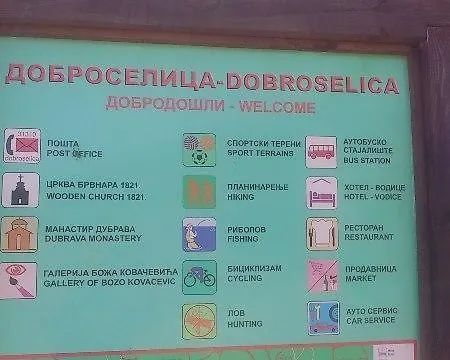 ДОБРОСЕЛИЦА-DOBROSELICA
ДОБРОДОШЛИ - WELCOME
31319
dobroselica
ПОШТА
POST OFFICE
ЦРКВА БРВНАРА 1821.
WOODEN CHURCH 1821.
МАНАСТИР ДУБРАВА
DUBRAVA MONASTERY
ГАЛЕРИЈА БОЖА КОВАЧЕВИЋА
GALLERY OF BOZO KOVACEVIC
СПОРТСКИ ТЕРЕНИ
SPORT TERRAINS
ПЛАНИНАРЕЊЕ
HIKING
РИБОЛОВ
FISHING
БИЦИКЛИЗАМ
CYCLING
ЛОВ
HUNTING
АУТОБУСКО
СТАЈАЛИШТЕ
BUS STATION
ХОТЕЛ - ВОДИЦЕ
HOTEL - VODICE
РЕСТОРАН
RESTAURANT
ПРОДАВНИЦА
MARKET
АУТО СЕРВИС
CAR SERVICE